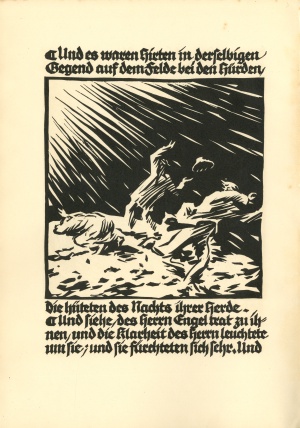 ¶ Und es waren Hirten in derselbigen
Gegend auf dem Felde bei den Hürden
die hüteten des Nachts ihrer Herde.
¶ Und siehe, des Herrn Engel trat zu ih-
nen, und die Klarheit des Herrn leuchtete
um sie, und sie fürchteten sich sehr. Und